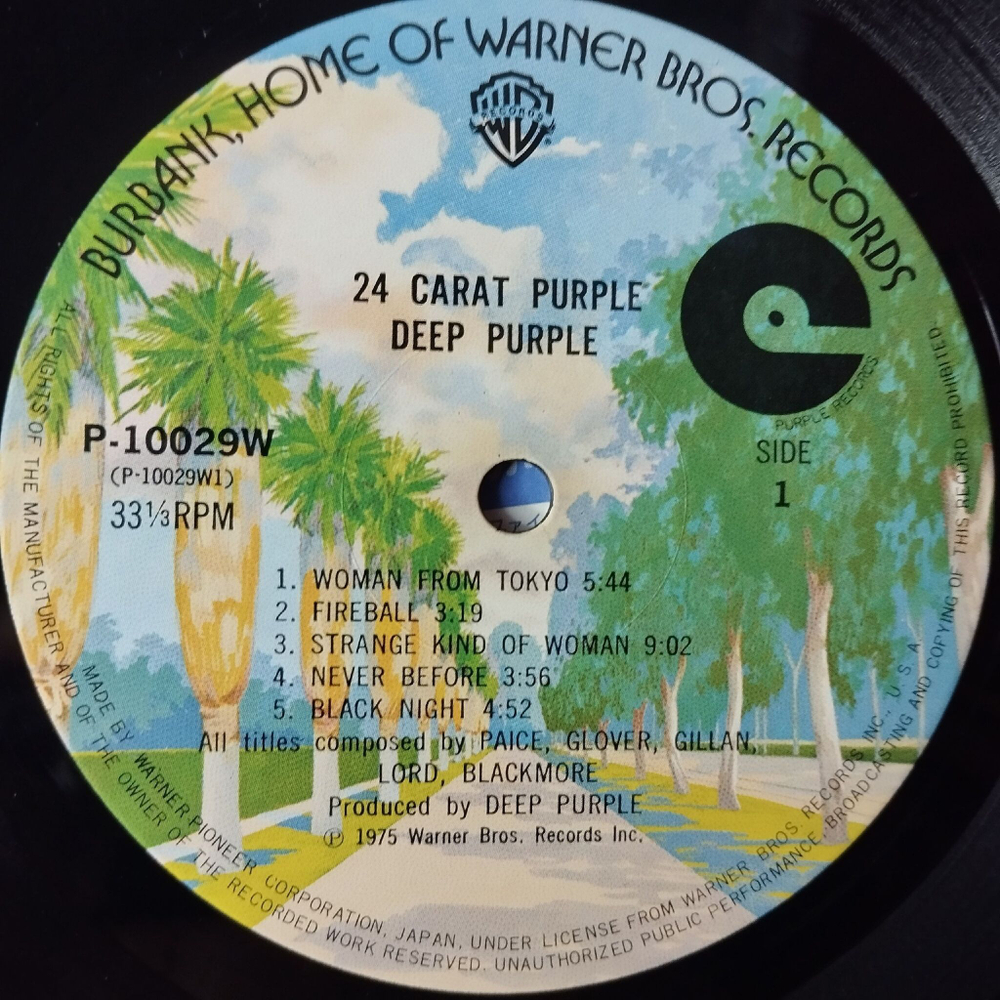 BURBANK, HOME OF WARNER BROS. RECORDS
RECORDS
24 CARAT PURPLE
DEEP PURPLE
PURPLE RECORDS
P-10029W
(P-10029W1)
33⅓RPM
SIDE
1
ファイ
1. WOMAN FROM TOKYO 5:44
2. FIREBALL 3:19
3. STRANGE KIND OF WOMAN 9:02
4. NEVER BEFORE 3:56
5. BLACK NIGHT 4:52
All titles composed by PAICE, GLOVER, GILLAN,
LORD, BLACKMORE
Produced by DEEP PURPLE
Ⓟ 1975 Warner Bros. Records Inc.
MADE BY WARNER-PIONEER CORPORATION, JAPAN, UNDER LICENSE FROM WARNER BROS RECORDS INC., U S A
ALL RIGHTS OF THE MANUFACTURER AND OF THE OWNER OF THE RECORDED WORK RESERVED. UNAUTHORIZED PUBLIC PERFORMANCE · BROADCASTING AND COPYING OF THIS RECORD PROHIBITED